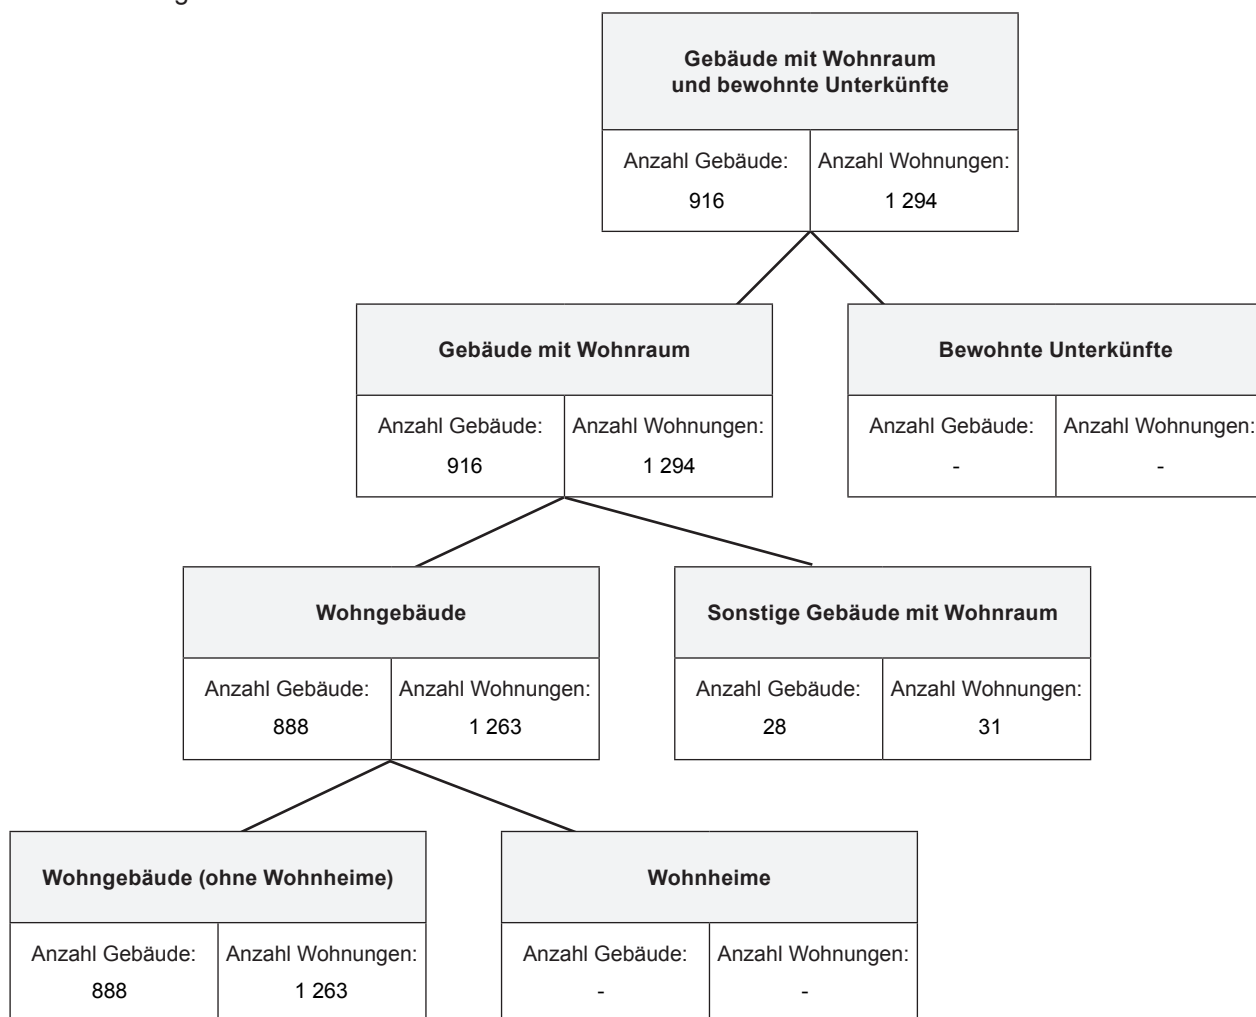 Gebäude mit Wohnraum
und bewohnte Unterkünfte
Anzahl Gebäude: Anzahl Wohnungen:
916 1 294
Gebäude mit Wohnraum
Anzahl Gebäude: Anzahl Wohnungen:
916 1 294
Bewohnte Unterkünfte
Anzahl Gebäude: Anzahl Wohnungen:
- -
Wohngebäude
Anzahl Gebäude: Anzahl Wohnungen:
888 1 263
Sonstige Gebäude mit Wohnraum
Anzahl Gebäude: Anzahl Wohnungen:
28 31
Wohngebäude (ohne Wohnheime)
Anzahl Gebäude: Anzahl Wohnungen:
888 1 263
Wohnheime
Anzahl Gebäude: Anzahl Wohnungen:
- -